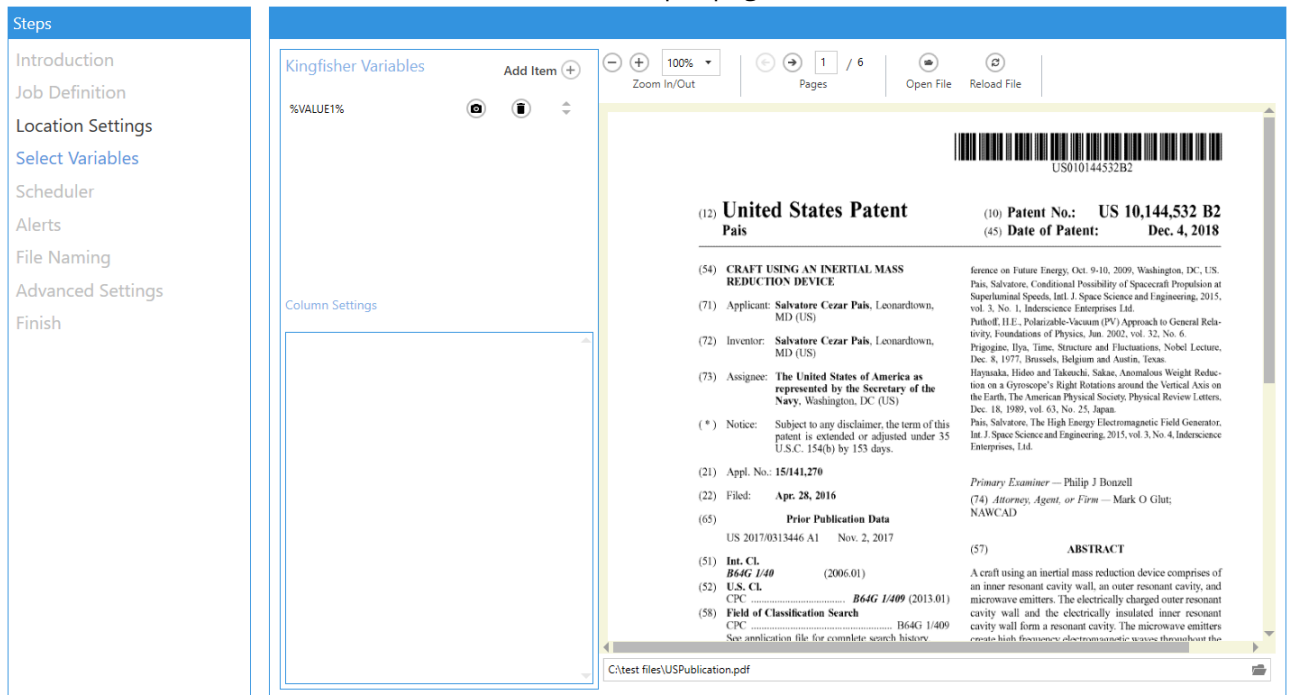 Steps
Introduction
Job Definition
Location Settings
Select Variables
Scheduler
Alerts
File Naming
Advanced Settings
Finish
Kingfisher Variables
Add Item
%VALUE1%
Column Settings
100%
1 / 6
Zoom In/Out
Pages
Open File
Reload File
US010144532B2
(12) United States Patent
Pais
(10) Patent No.: US 10,144,532 B2
(45) Date of Patent: Dec. 4, 2018
(54) CRAFT USING AN INERTIAL MASS
REDUCTION DEVICE
(71) Applicant: Salvatore Cezar Pais, Leonardtown,
MD (US)
(72) Inventor: Salvatore Cezar Pais, Leonardtown,
MD (US)
(73) Assignee: The United States of America as
represented by the Secretary of the
Navy, Washington, DC (US)
( * ) Notice: Subject to any disclaimer, the term of this
patent is extended or adjusted under 35
U.S.C. 154(b) by 153 days.
(21) Appl. No.: 15/141,270
(22) Filed: Apr. 28, 2016
(65) Prior Publication Data
US 2017/0313446 A1 Nov. 2, 2017
(51) Int. Cl.
B64G 1/40 (2006.01)
(52) U.S. Cl.
CPC ..................................... B64G 1/409 (2013.01)
(58) Field of Classification Search
CPC ....................................................... B64G 1/409
See application file for complete search history.
ference on Future Energy, Oct. 9-10, 2009, Washington, DC, US.
Pais, Salvatore, Conditional Possibility of Spacecraft Propulsion at
Superluminal Speeds, Intl. J. Space Science and Engineering, 2015,
vol. 3, No. 1, Inderscience Enterprises Ltd.
Puthoff, H.E., Polarizable-Vacuum (PV) Approach to General Rela-
tivity, Foundations of Physics, Jun. 2002, vol. 32, No. 6.
Prigogine, Ilya, Time, Structure and Fluctuations, Nobel Lecture,
Dec. 8, 1977, Brussels, Belgium and Austin, Texas.
Hayasaka, Hideo and Takeuchi, Sakae, Anomalous Weight Reduc-
tion on a Gyroscope's Right Rotations around the Vertical Axis on
the Earth, The American Physical Society, Physical Review Letters,
Dec. 18, 1989, vol. 63, No. 25, Japan.
Pais, Salvatore, The High Energy Electromagnetic Field Generator,
Int. J. Space Science and Engineering, 2015, vol. 3, No. 4, Inderscience
Enterprises, Ltd.
Primary Examiner — Philip J Bonzell
(74) Attorney, Agent, or Firm — Mark O Glut;
NAWCAD
(57) ABSTRACT
A craft using an inertial mass reduction device comprises of
an inner resonant cavity wall, an outer resonant cavity, and
microwave emitters. The electrically charged outer resonant
cavity wall and the electrically insulated inner resonant
cavity wall form a resonant cavity. The microwave emitters
create high frequency electromagnetic waves throughout the
C:\test files\USPublication.pdf